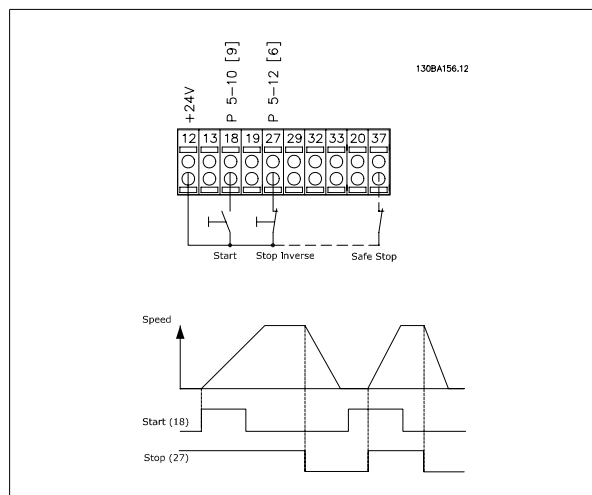 130BA156.12
+24V
P 5-10 [9]
P 5-12 [6]
12 13 18 19 27 29 32 33 20 37
Start
Stop Inverse
Safe Stop
Speed
Start (18)
Stop (27)